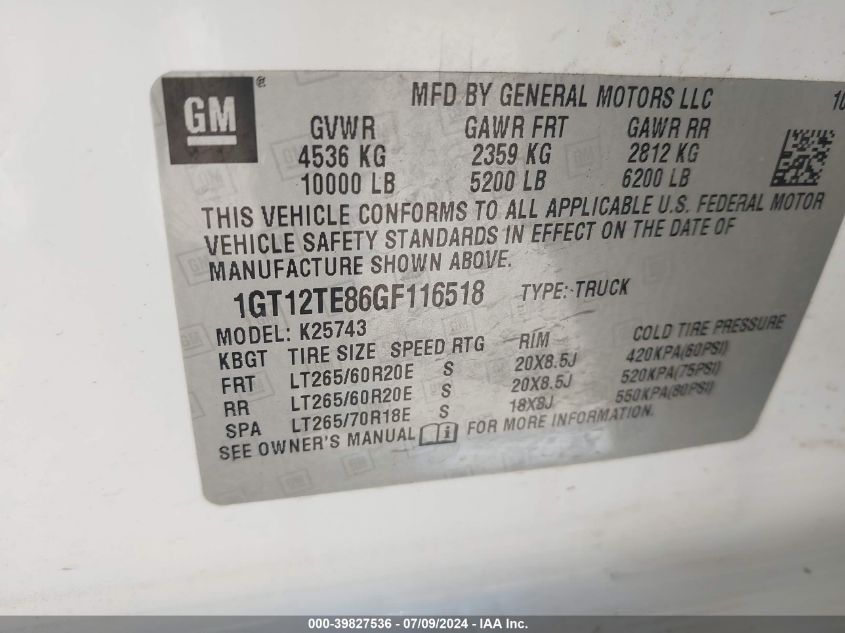 GM®
MFD BY GENERAL MOTORS LLC 10
GVWR GAWR FRT GAWR RR
4536 KG 2359 KG 2812 KG
10000 LB 5200 LB 6200 LB
THIS VEHICLE CONFORMS TO ALL APPLICABLE U.S. FEDERAL MOTOR
VEHICLE SAFETY STANDARDS IN EFFECT ON THE DATE OF
MANUFACTURE SHOWN ABOVE.
1GT12TE86GF116518 TYPE: TRUCK
MODEL: K25743
KBGT TIRE SIZE SPEED RTG RIM COLD TIRE PRESSURE
FRT LT265/60R20E S 20X8.5J 420KPA(60PSI)
RR LT265/60R20E S 20X8.5J 520KPA(75PSI)
SPA LT265/70R18E S 18X8J 550KPA(80PSI)
SEE OWNER'S MANUAL FOR MORE INFORMATION.
000-39827536 - 07/09/2024 - IAA Inc.